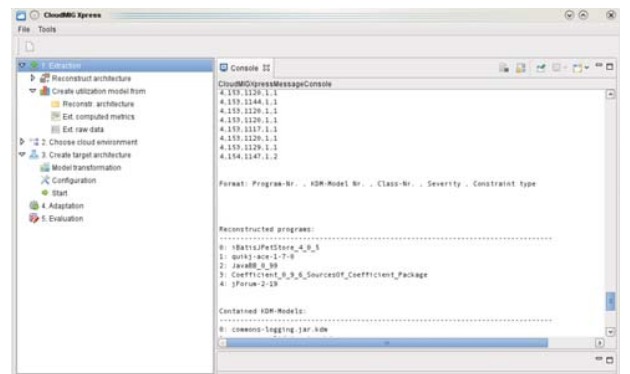 CloudMIG Xpress
File Tools
1. Extraction
Reconstruct architecture
Create utilization model from
Reconstr. architecture
Ext. computed metrics
Ext. raw data
2. Choose cloud environment
3. Create target architecture
Model transformation
Configuration
Start
4. Adaptation
5. Evaluation
Console
CloudMIGXpressMessageConsole
4,153,1120,1.1
4,153,1144,1.1
4,153,1120,1.1
4,153,1120,1.1
4,153,1117,1.1
4,153,1120,1.1
4,153,1129,1.1
4,154,1147,1.2
Format: Program-Nr. , KDM-Model Nr. , Class-Nr. , Severity . Constraint type
Reconstructed programs:
0: iBatisJPetStore_4_0_5
1: quikj-ace-1-7-0
2: JavaBB_0_99
3: Coefficient_0_9_6_SourcesOf_Coefficient_Package
4: jForum-2-19
Contained KDM-Models:
0: commons-logging.jar.kdm